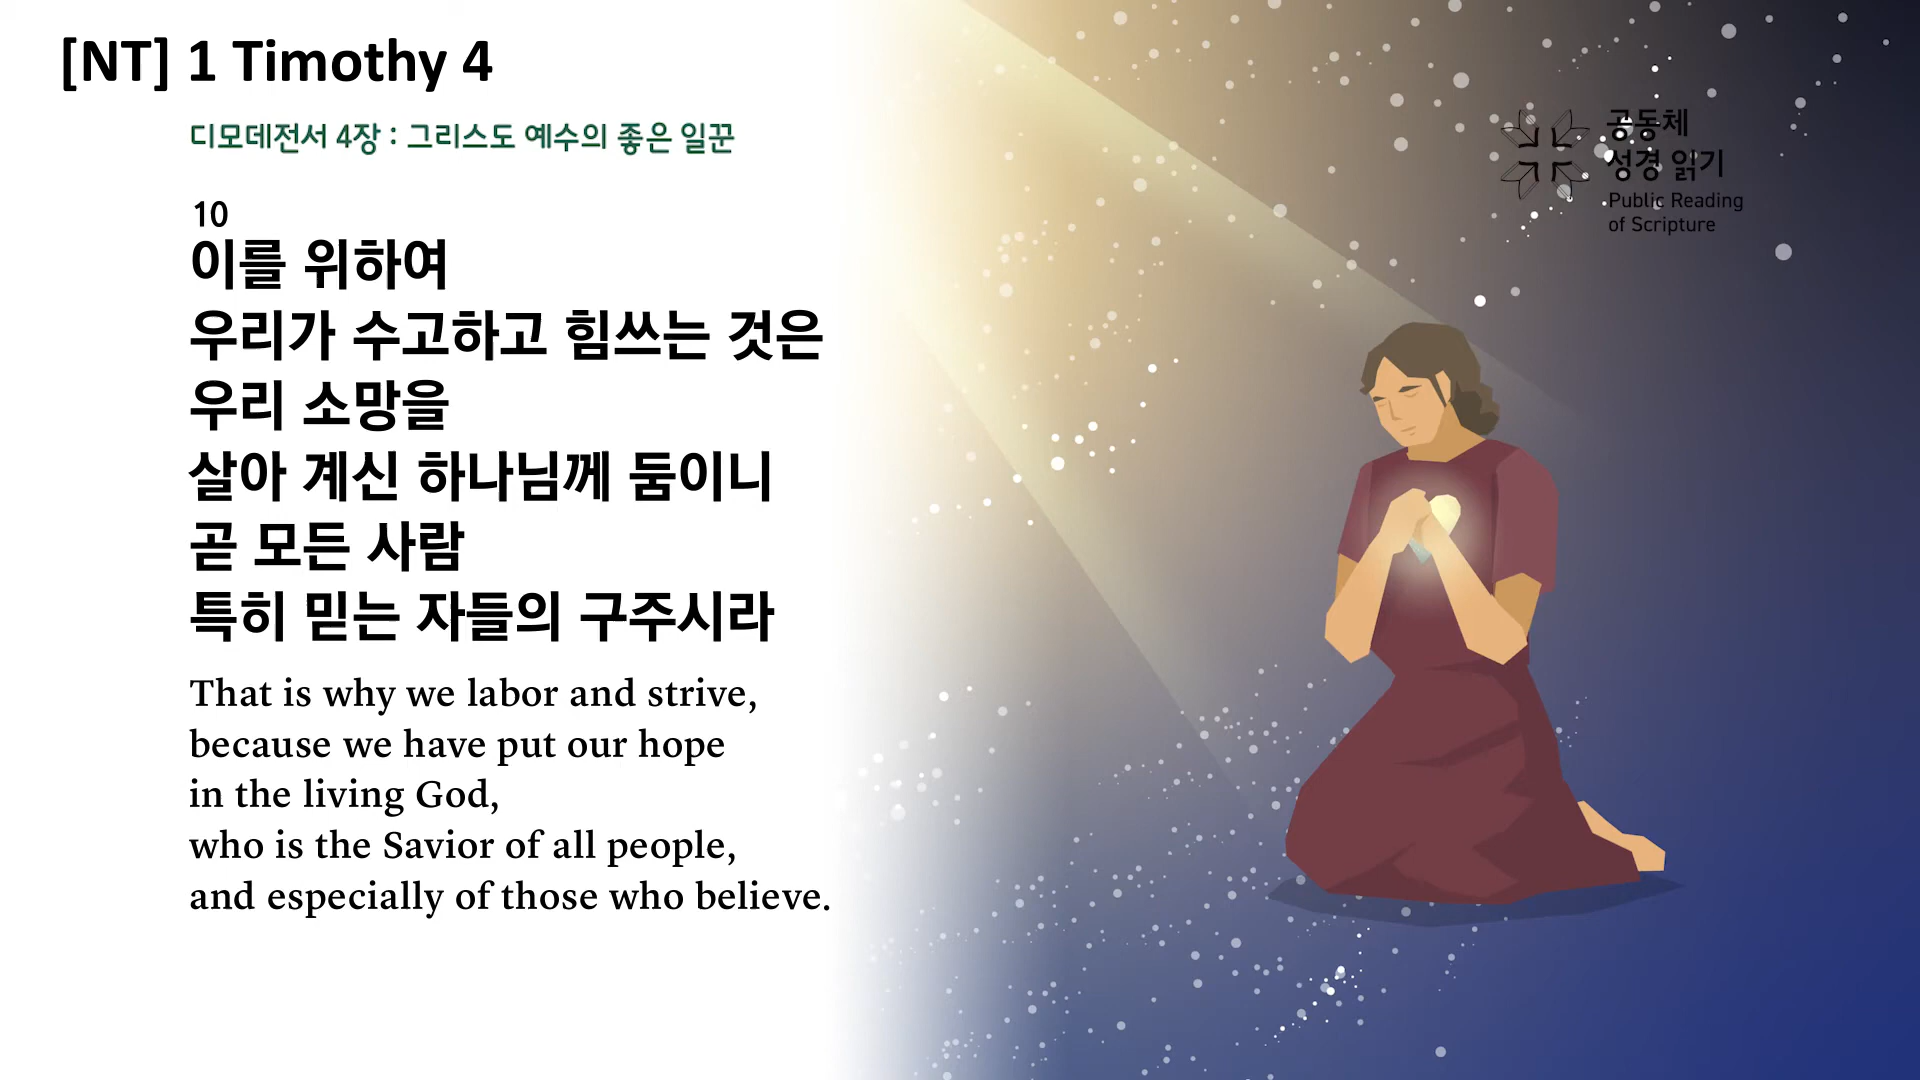 [NT] 1 Timothy 4
디모데전서 4장 : 그리스도 예수의 좋은 일꾼
10
이를 위하여
우리가 수고하고 힘쓰는 것은
우리 소망을
살아 계신 하나님께 둠이니
곧 모든 사람
특히 믿는 자들의 구주시라
That is why we labor and strive,
because we have put our hope
in the living God,
who is the Savior of all people,
and especially of those who believe.
공동체
성경 읽기
Public Reading
of Scripture